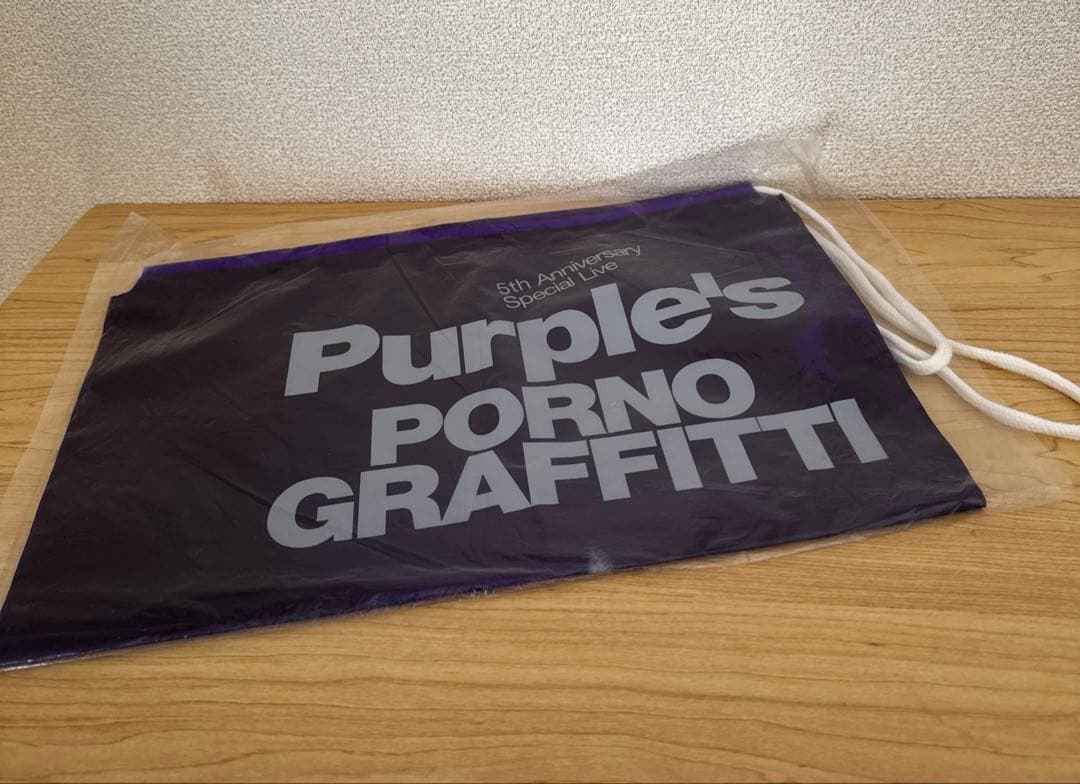 5th Anniversary
Special Live
Purple's
PORNO
GRAFFITTI